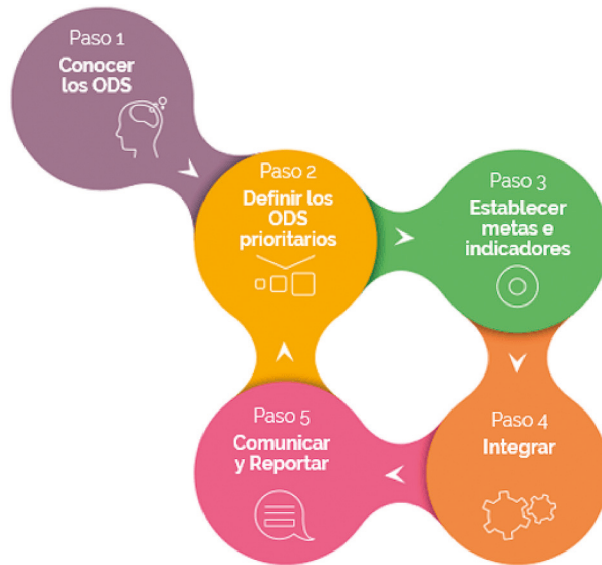 Paso 1
Conocer
los ODS
Paso 2
Definir los
ODS
prioritarios
Paso 3
Establecer
metas e
indicadores
Paso 4
Integrar
Paso 5
Comunicar
y Reportar